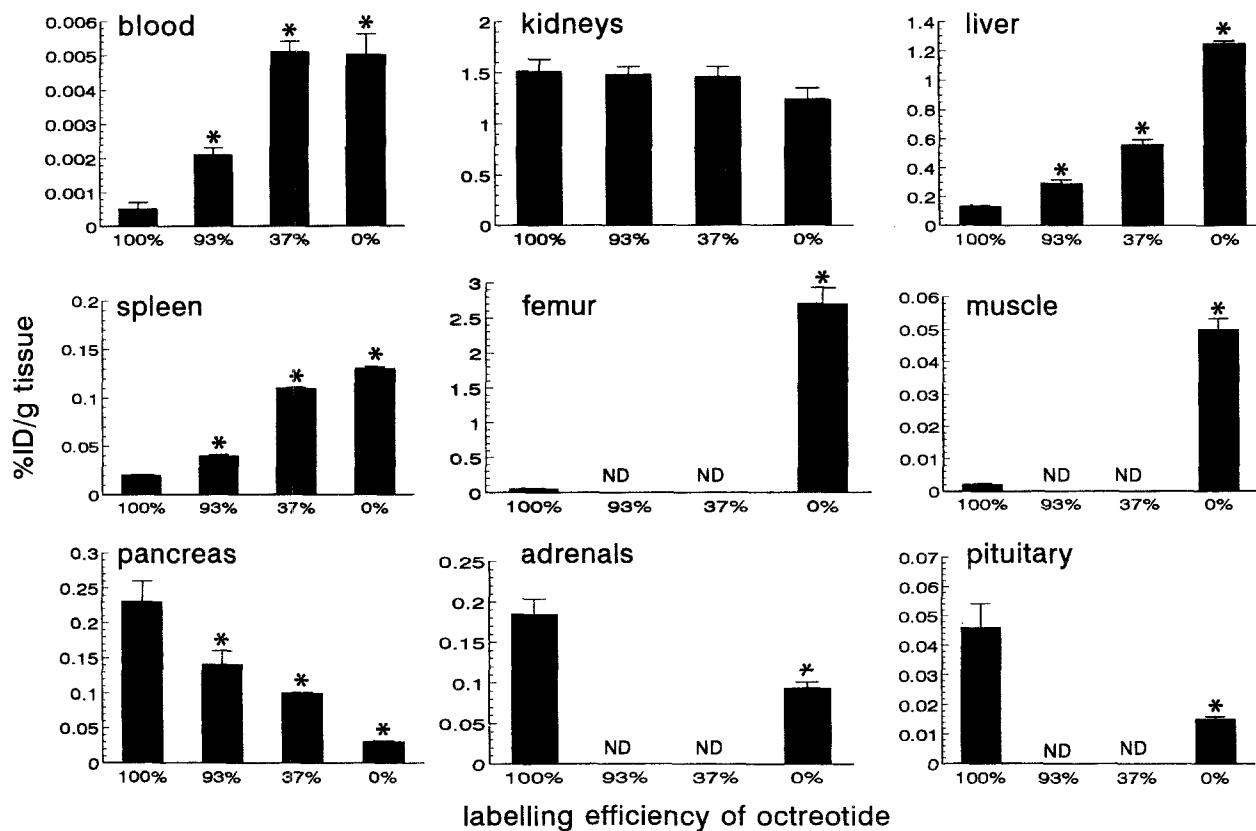 blood
0.006
0.005
0.004
0.003
0.002
0.001
0
* * *
100% 93% 37% 0%
kidneys
2
1.5
1
1.5
0
100% 93% 37% 0%
liver
1.4
1.2
1
0.8
0.6
0.4
0.2
0
* * *
100% 93% 37% 0%
%ID/g tissue
spleen
0.2
0.15
0.1
0.05
0
* * *
100% 93% 37% 0%
femur
3
2.5
2
1.5
1
0.5
0
ND ND *
100% 93% 37% 0%
muscle
0.06
0.05
0.04
0.03
0.02
0.01
0
ND ND *
100% 93% 37% 0%
pancreas
0.3
0.25
0.2
0.15
0.1
0.05
0
* * *
100% 93% 37% 0%
adrenals
0.25
0.2
0.15
0.1
0.05
0
ND ND *
100% 93% 37% 0%
pituitary
0.07
0.06
0.05
0.04
0.03
0.02
0.01
0
ND ND *
100% 93% 37% 0%
labelling efficiency of octreotide